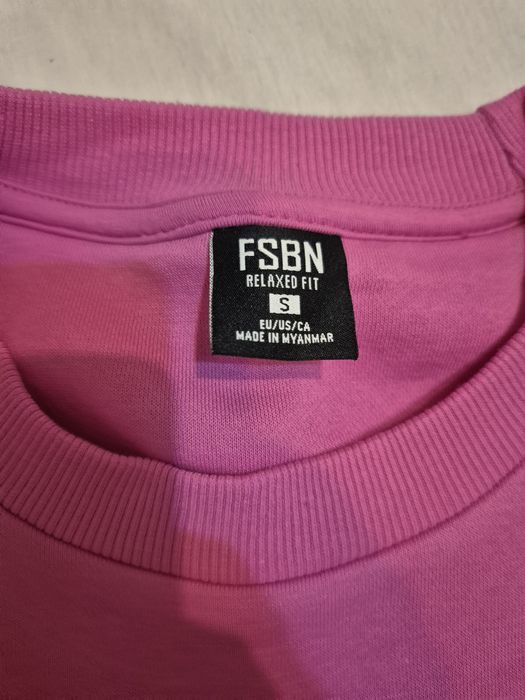 FSBN
RELAXED FIT
S
EU/US/CA
MADE IN MYANMAR